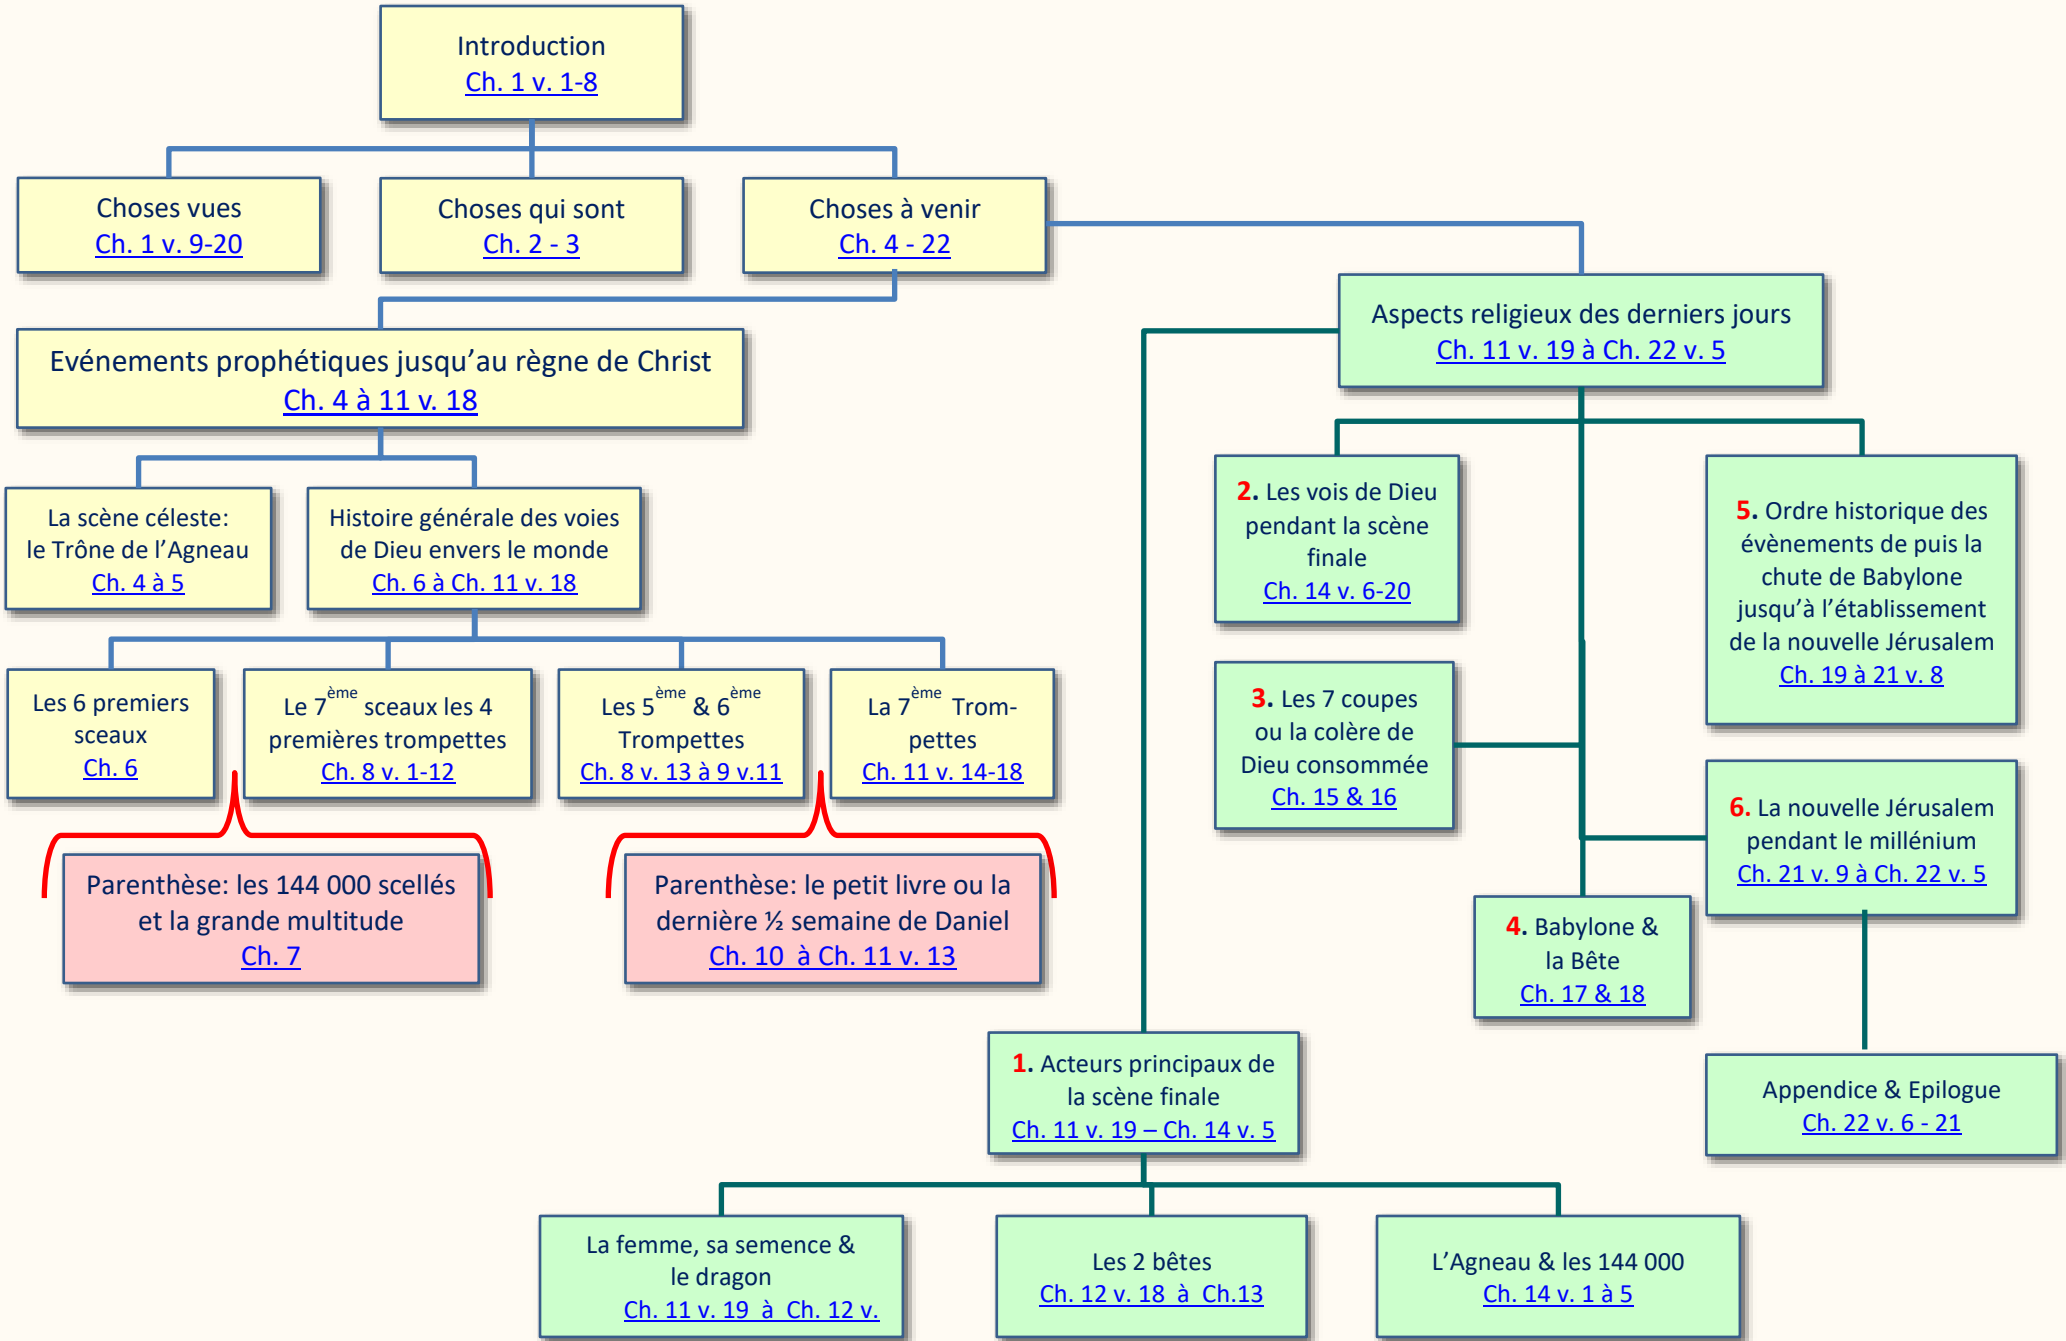 Introduction
Ch. 1 v. 1-8
Choses vues
Ch. 1 v. 9-20
Choses qui sont
Ch. 2 - 3
Choses à venir
Ch. 4 - 22
Evénements prophétiques jusqu’au règne de Christ
Ch. 4 à 11 v. 18
Aspects religieux des derniers jours
Ch. 11 v. 19 à Ch. 22 v. 5
La scène céleste:
le Trône de l’Agneau
Ch. 4 à 5
Histoire générale des voies
de Dieu envers le monde
Ch. 6 à Ch. 11 v. 18
Les 6 premiers
sceaux
Ch. 6
Le 7ème sceaux les 4
premières trompettes
Ch. 8 v. 1-12
Les 5ème & 6ème
Trompettes
Ch. 8 v. 13 à 9 v.11
La 7ème Trom-
pettes
Ch. 11 v. 14-18
Parenthèse: les 144 000 scellés
et la grande multitude
Ch. 7
Parenthèse: le petit livre ou la
dernière ½ semaine de Daniel
Ch. 10 à Ch. 11 v. 13
2. Les vois de Dieu
pendant la scène
finale
Ch. 14 v. 6-20
5. Ordre historique des
évènements de puis la
chute de Babylone
jusqu’à l’établissement
de la nouvelle Jérusalem
Ch. 19 à 21 v. 8
3. Les 7 coupes
ou la colère de
Dieu consommée
Ch. 15 & 16
6. La nouvelle Jérusalem
pendant le millénium
Ch. 21 v. 9 à Ch. 22 v. 5
4. Babylone &
la Bête
Ch. 17 & 18
1. Acteurs principaux de
la scène finale
Ch. 11 v. 19 – Ch. 14 v. 5
Appendice & Epilogue
Ch. 22 v. 6 - 21
La femme, sa semence &
le dragon
Ch. 11 v. 19 à Ch. 12 v.
Les 2 bêtes
Ch. 12 v. 18 à Ch.13
L’Agneau & les 144 000
Ch. 14 v. 1 à 5